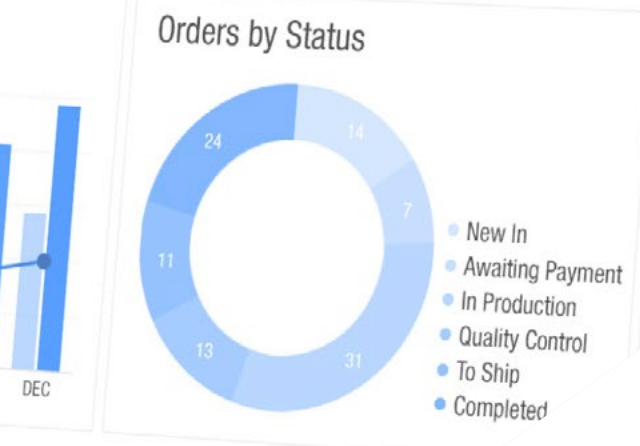 Orders by Status
24
14
7
11
13
31
New In
Awaiting Payment
In Production
Quality Control
To Ship
Completed
DEC